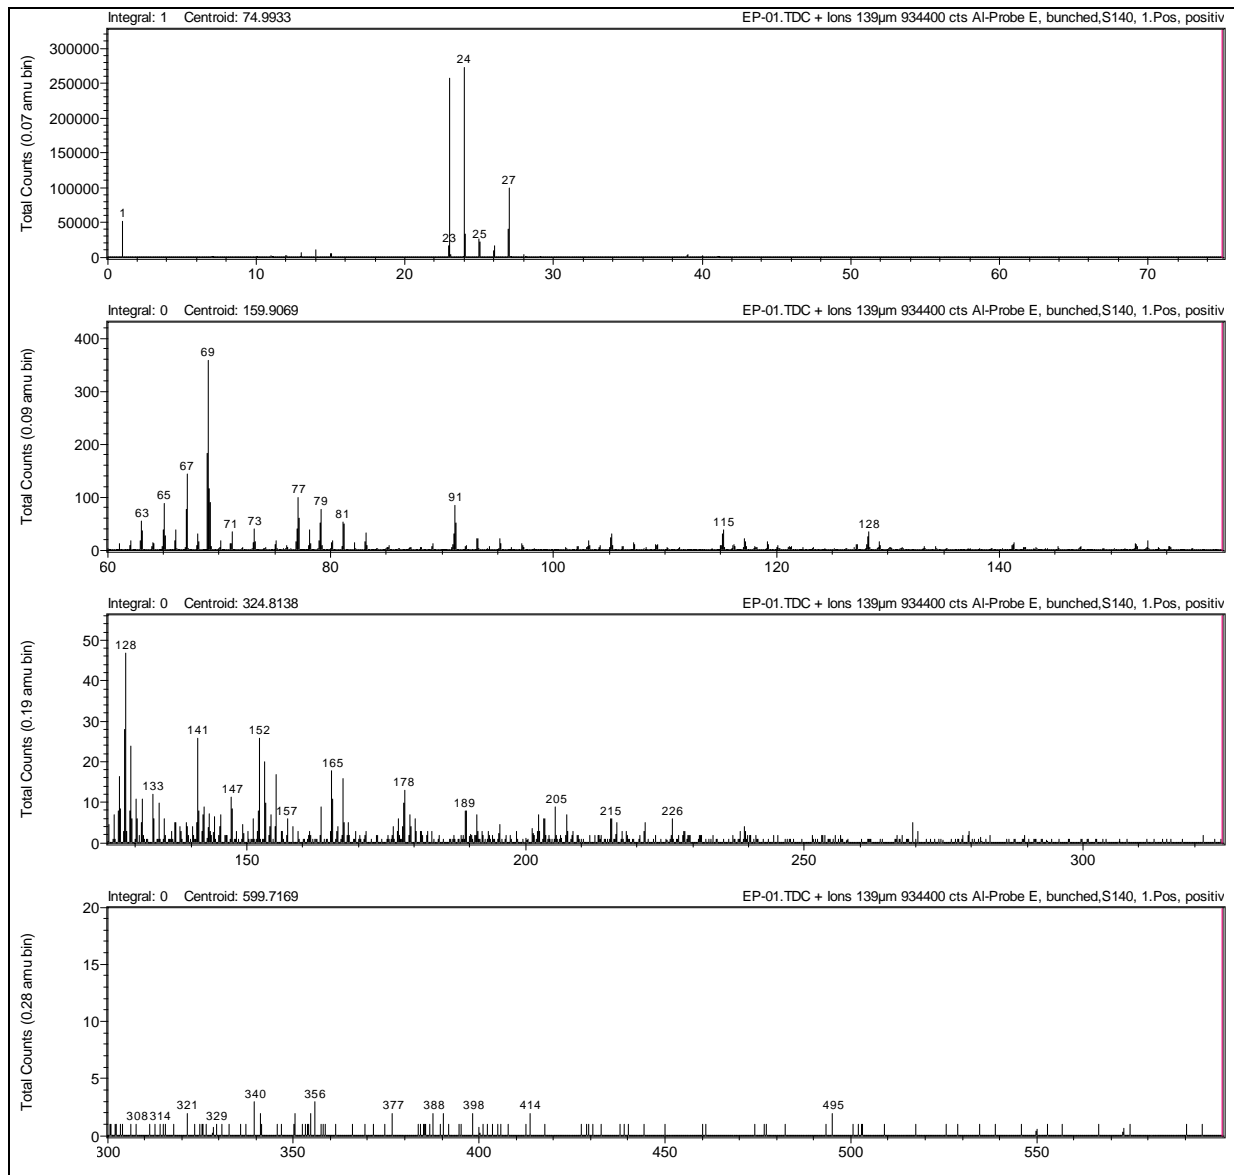 Integral: 1 Centroid: 74.9933 EP-01.TDC + Ions 139µm 934400 cts Al-Probe E, bunched,S140, 1.Pos, positiv
Total Counts (0.07 amu bin)
300000
250000
200000
150000
100000
50000
0
1 23 24 25 27
0 10 20 30 40 50 60 70
Integral: 0 Centroid: 159.9069 EP-01.TDC + Ions 139µm 934400 cts Al-Probe E, bunched,S140, 1.Pos, positiv
Total Counts (0.09 amu bin)
400
300
200
100
0
63 65 67 69 71 73 77 79 81 91 115 128
60 80 100 120 140
Integral: 0 Centroid: 324.8138 EP-01.TDC + Ions 139µm 934400 cts Al-Probe E, bunched,S140, 1.Pos, positiv
Total Counts (0.19 amu bin)
50
40
30
20
10
0
128 133 141 147 152 157 165 178 189 205 215 226
150 200 250 300
Integral: 0 Centroid: 599.7169 EP-01.TDC + Ions 139µm 934400 cts Al-Probe E, bunched,S140, 1.Pos, positiv
Total Counts (0.28 amu bin)
20
15
10
5
0
308 314 321 329 340 356 377 388 398 414 495
300 350 400 450 500 550